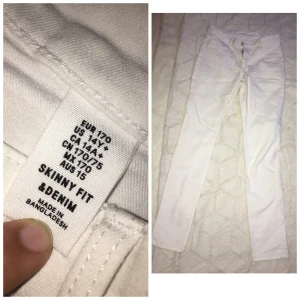 EUR 170
US 14Y+
CA 14A+
CN 170/75
MX 170
AUS 15
SKINNY FIT
&DENIM
MADE IN
BANGLADESH